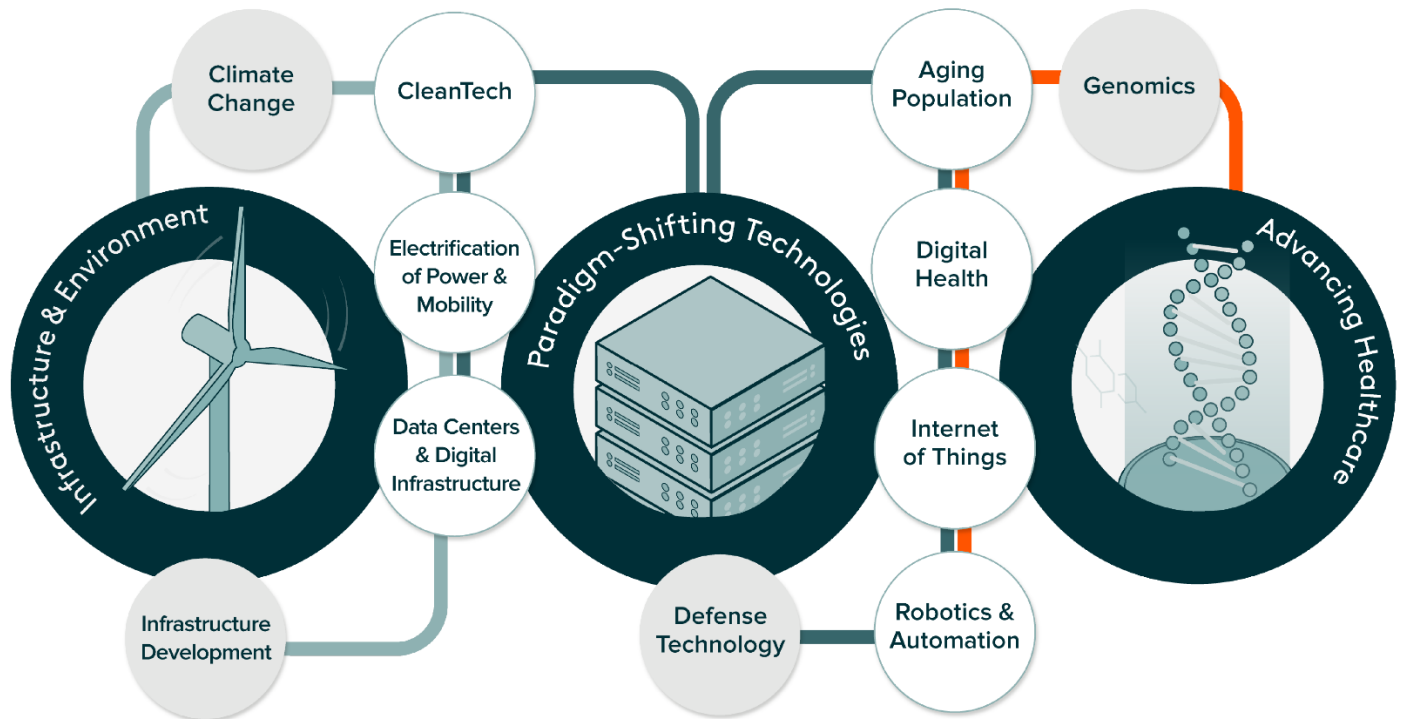 Climate
Change
CleanTech
Aging
Population
Genomics
Infrastructure & Environment
Electrification
of Power &
Mobility
Paradigm-Shifting Technologies
Digital
Health
Advancing Healthcare
Data Centers
& Digital
Infrastructure
Internet
of Things
Infrastructure
Development
Defense
Technology
Robotics &
Automation